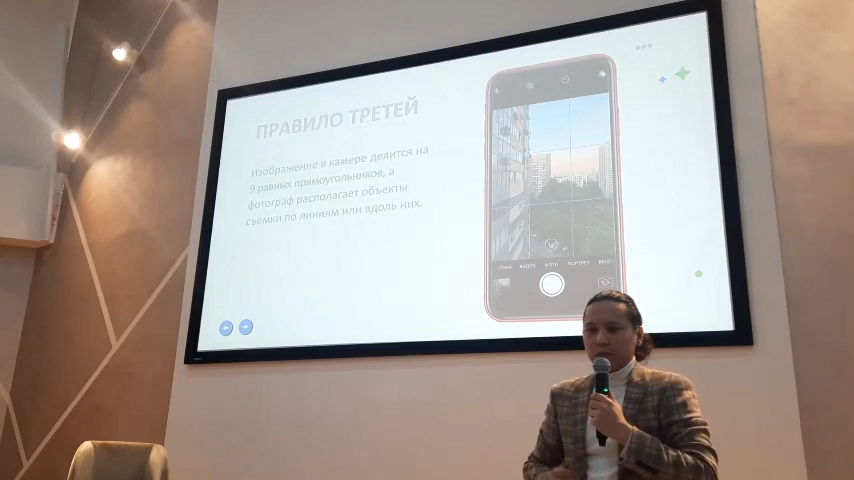 ПРАВИЛО ТРЕТЕЙ
Изображение в камере делится на
9 равных прямоугольников, а
фотограф располагает объекты
съёмки по линиям или вдоль них.
ВИДЕО ФОТО ПОРТРЕТ